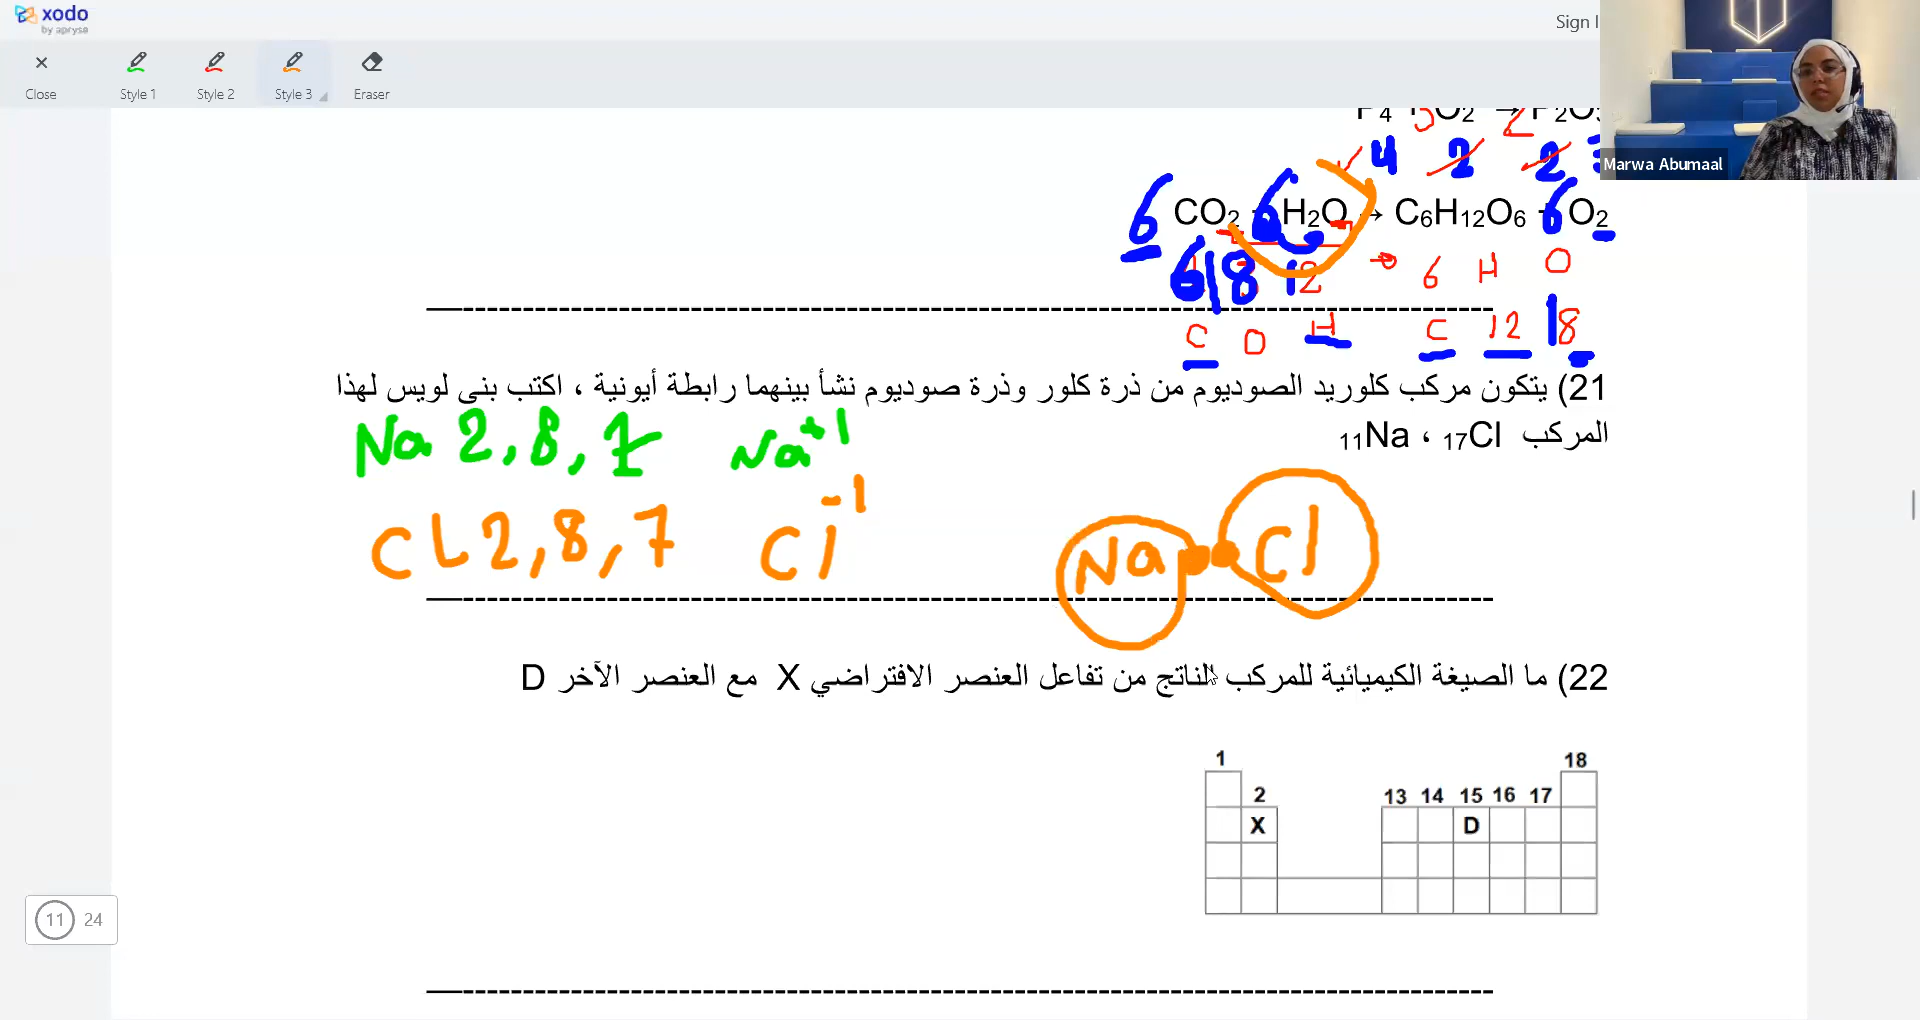 xodo
by apryse
Sign I
Close
Style 1
Style 2
Style 3
Eraser
Marwa Abumaal
4 2 2
6 CO2 6 H2O → C6H12O6 + 6 O2
6 18 12 → 6 H O
C O H C 12 18
21) يتكون مركب كلوريد الصوديوم من ذرة كلور وذرة صوديوم نشأ بينهما رابطة أيونية ، اكتب بنى لويس لهذا
المركب 11Na ، 17Cl
Na 2,8,1 Na+1
Cl 2,8,7 Cl-1
Na Cl
22) ما الصيغة الكيميائية للمركب الناتج من تفاعل العنصر الافتراضي X مع العنصر الآخر D
1 18
2 13 14 15 16 17
X D
11 24